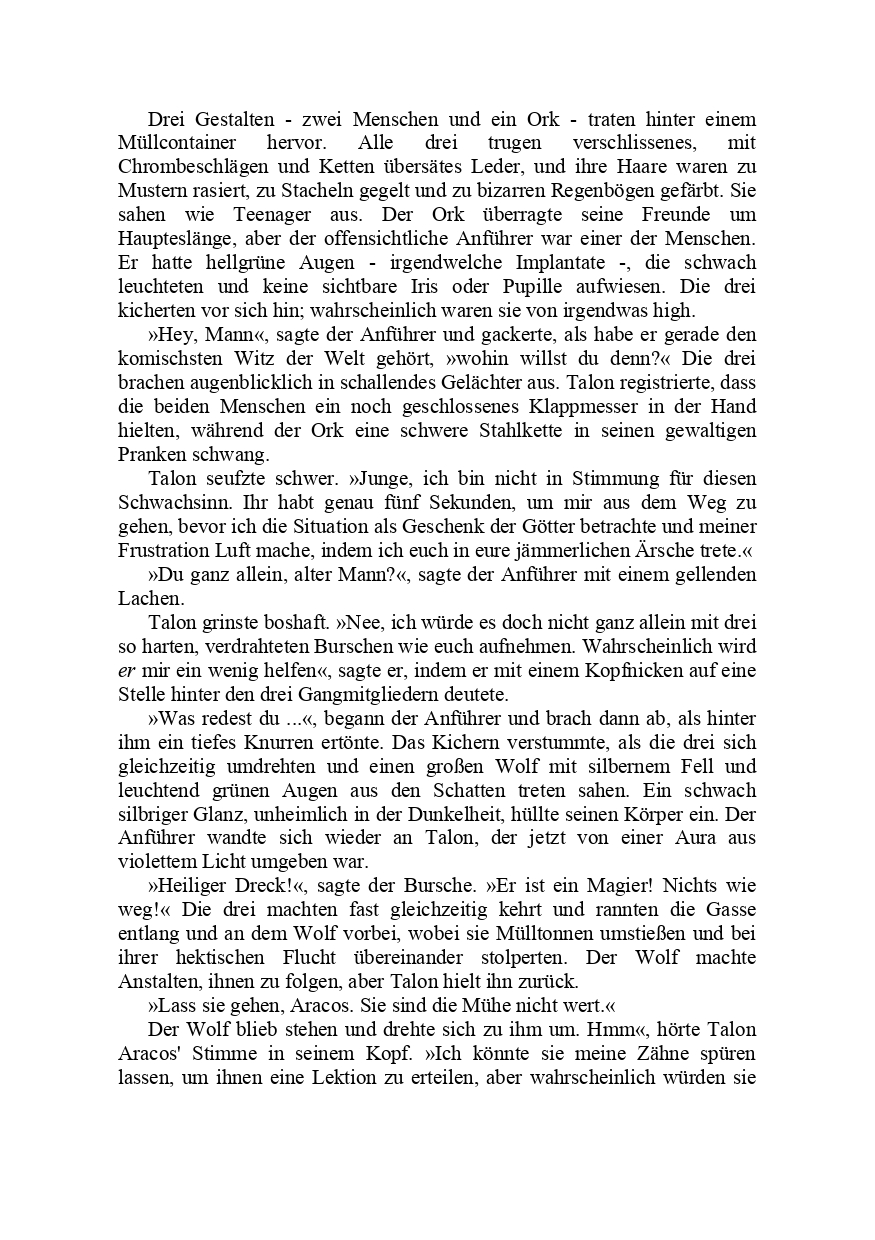 Drei Gestalten - zwei Menschen und ein Ork - traten hinter einem
Müllcontainer hervor. Alle drei trugen verschlissenes, mit
Chrombeschlägen und Ketten übersätes Leder, und ihre Haare waren zu
Mustern rasiert, zu Stacheln gegelt und zu bizarren Regenbögen gefärbt. Sie
sahen wie Teenager aus. Der Ork überragte seine Freunde um
Haupteslänge, aber der offensichtliche Anführer war einer der Menschen.
Er hatte hellgrüne Augen - irgendwelche Implantate -, die schwach
leuchteten und keine sichtbare Iris oder Pupille aufwiesen. Die drei
kicherten vor sich hin; wahrscheinlich waren sie von irgendwas high.
»Hey, Mann«, sagte der Anführer und gackerte, als habe er gerade den
komischsten Witz der Welt gehört, »wohin willst du denn?« Die drei
brachen augenblicklich in schallendes Gelächter aus. Talon registrierte, dass
die beiden Menschen ein noch geschlossenes Klappmesser in der Hand
hielten, während der Ork eine schwere Stahlkette in seinen gewaltigen
Pranken schwang.
Talon seufzte schwer. »Junge, ich bin nicht in Stimmung für diesen
Schwachsinn. Ihr habt genau fünf Sekunden, um mir aus dem Weg zu
gehen, bevor ich die Situation als Geschenk der Götter betrachte und meiner
Frustration Luft mache, indem ich euch in eure jämmerlichen Ärsche trete.«
»Du ganz allein, alter Mann?«, sagte der Anführer mit einem gellenden
Lachen.
Talon grinste boshaft. »Nee, ich würde es doch nicht ganz allein mit drei
so harten, verdrahteten Burschen wie euch aufnehmen. Wahrscheinlich wird
er mir ein wenig helfen«, sagte er, indem er mit einem Kopfnicken auf eine
Stelle hinter den drei Gangmitgliedern deutete.
»Was redest du ...«, begann der Anführer und brach dann ab, als hinter
ihm ein tiefes Knurren ertönte. Das Kichern verstummte, als die drei sich
gleichzeitig umdrehten und einen großen Wolf mit silbernem Fell und
leuchtend grünen Augen aus den Schatten treten sahen. Ein schwach
silbriger Glanz, unheimlich in der Dunkelheit, hüllte seinen Körper ein. Der
Anführer wandte sich wieder an Talon, der jetzt von einer Aura aus
violettem Licht umgeben war.
»Heiliger Dreck!«, sagte der Bursche. »Er ist ein Magier! Nichts wie
weg!« Die drei machten fast gleichzeitig kehrt und rannten die Gasse
entlang und an dem Wolf vorbei, wobei sie Mülltonnen umstießen und bei
ihrer hektischen Flucht übereinander stolperten. Der Wolf machte
Anstalten, ihnen zu folgen, aber Talon hielt ihn zurück.
»Lass sie gehen, Aracos. Sie sind die Mühe nicht wert.«
Der Wolf blieb stehen und drehte sich zu ihm um. Hmm«, hörte Talon
Aracos' Stimme in seinem Kopf. »Ich könnte sie meine Zähne spüren
lassen, um ihnen eine Lektion zu erteilen, aber wahrscheinlich würden sie